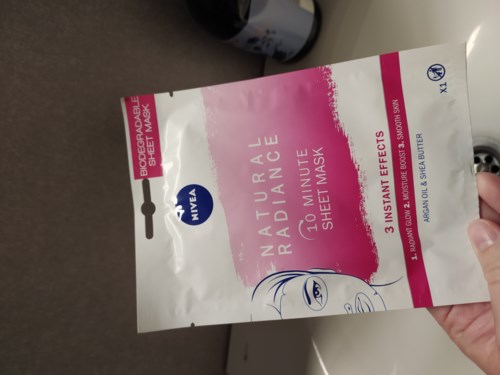 BIODEGRADABLE
SHEET MASK
NIVEA
NATURAL
RADIANCE
10 MINUTE
SHEET MASK
3 INSTANT EFFECTS
1. RADIANT GLOW 2. MOISTURE BOOST 3. SMOOTH SKIN
ARGAN OIL & SHEA BUTTER
X1